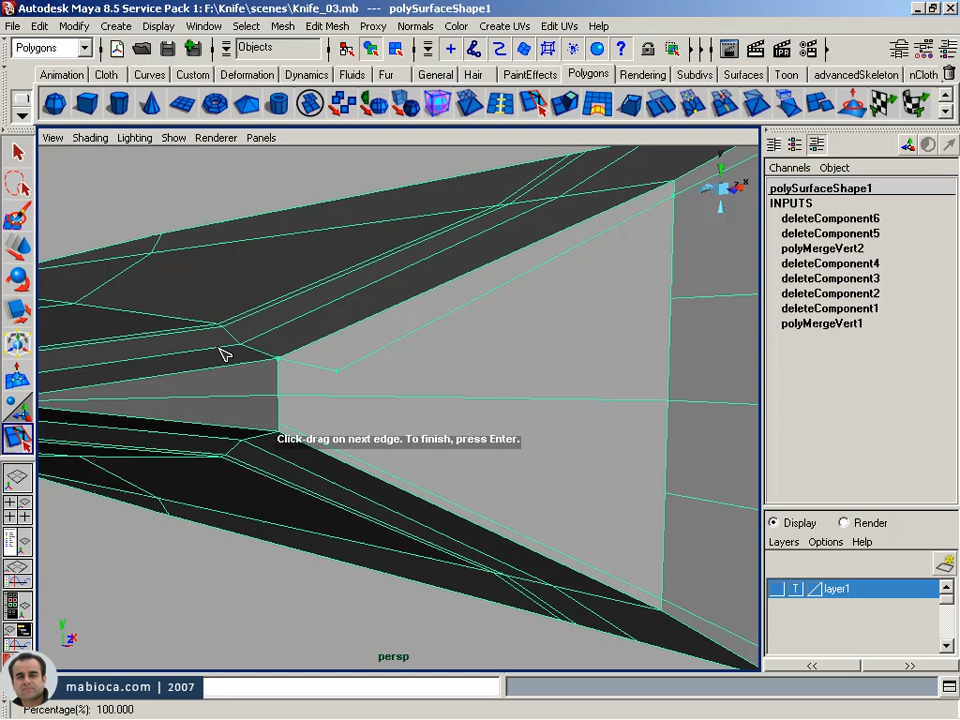 Autodesk Maya 8.5 Service Pack 1: F:\Knife\scenes\Knife_03.mb --- polySurfaceShape1
File Edit Modify Create Display Window Select Mesh Edit Mesh Proxy Normals Color Create UVs Edit UVs Help
Polygons Objects
Animation Cloth Curves Custom Deformation Dynamics Fluids Fur General Hair PaintEffects Polygons Rendering Subdivs Surfaces Toon advancedSkeleton nCloth
View Shading Lighting Show Renderer Panels
Channels Object
polySurfaceShape1
INPUTS
deleteComponent6
deleteComponent5
polyMergeVert2
deleteComponent4
deleteComponent3
deleteComponent2
deleteComponent1
polyMergeVert1
y
z x
Click-drag on next edge. To finish, press Enter.
Display Render
Layers Options Help
T layer1
y
z x
persp
<< >>
mabioca.com | 2007
Percentage(%): 100.000